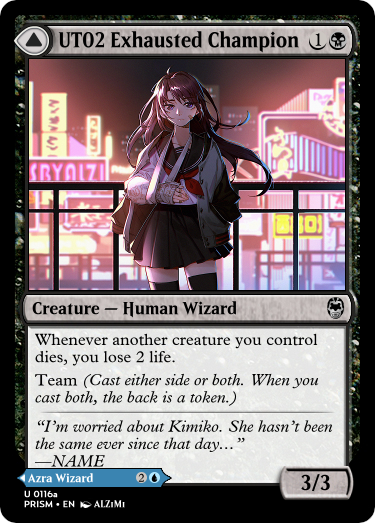 UT02 Exhausted Champion 1
Creature — Human Wizard
Whenever another creature you control
dies, you lose 2 life.
Team (Cast either side or both. When you
cast both, the back is a token.)
“I’m worried about Kimiko. She hasn’t been
the same ever since that day…”
—NAME
Azra Wizard 2
3/3
U 0116a
PRISM • EN ALZIMI